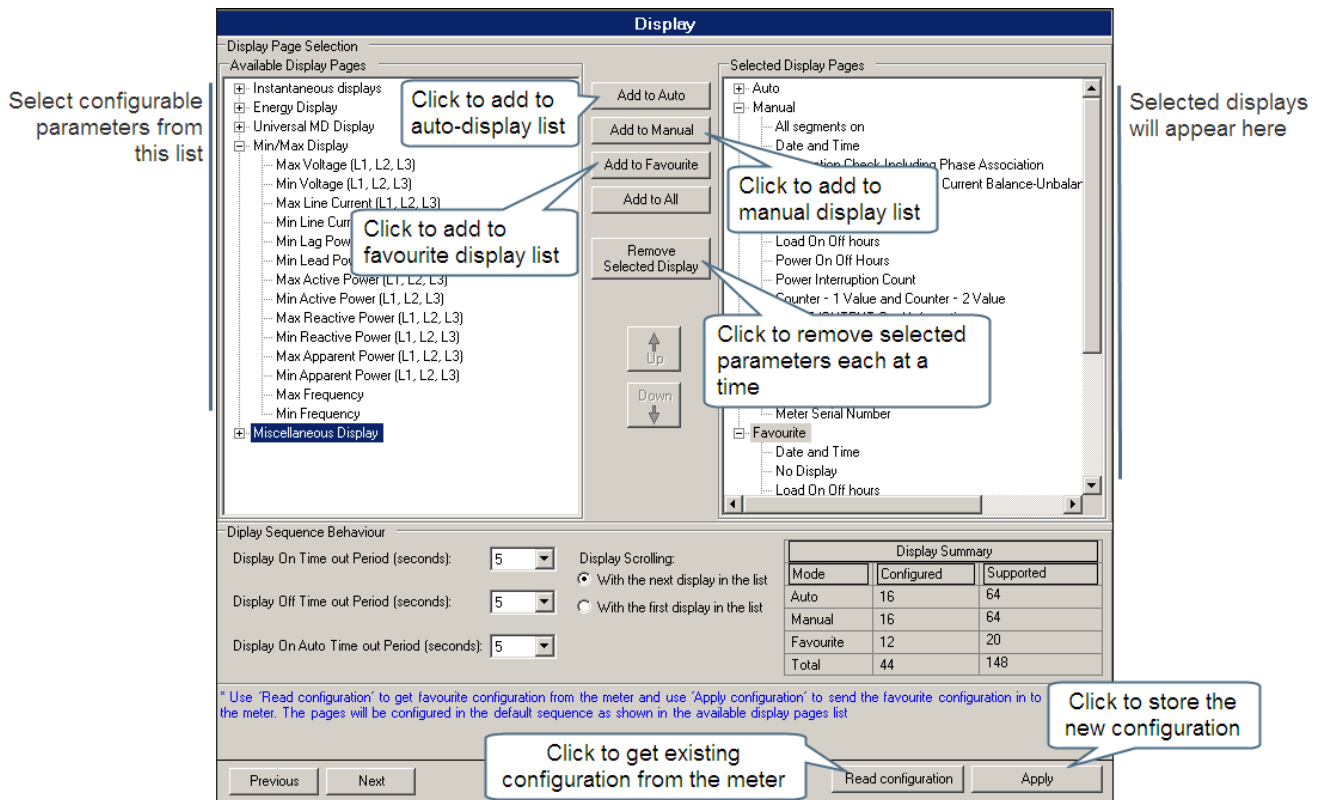 Display
Display Page Selection
Available Display Pages
Selected Display Pages
Select configurable
parameters from
this list
Instantaneous displays
Energy Display
Universal MD Display
Min/Max Display
Max Voltage (L1, L2, L3)
Min Voltage (L1, L2, L3)
Max Line Current (L1, L2, L3)
Min Line Curr
Min Lag Pow
Min Lead Po
Max Active Power (L1, L2, L3)
Min Active Power (L1, L2, L3)
Max Reactive Power (L1, L2, L3)
Min Reactive Power (L1, L2, L3)
Max Apparent Power (L1, L2, L3)
Min Apparent Power (L1, L2, L3)
Max Frequency
Min Frequency
Miscellaneous Display
Click to add to
auto-display list
Click to add to
favourite display list
Add to Auto
Add to Manual
Add to Favourite
Add to All
Remove
Selected Display
Up
Down
Click to add to
manual display list
Click to remove selected
parameters each at a
time
Auto
Manual
All segments on
Date and Time
Check Including Phase Association
Current Balance-Unbalar
Load On Off hours
Power On Off Hours
Power Interruption Count
Counter - 1 Value and Counter - 2 Value
Meter Serial Number
Favourite
Date and Time
No Display
Load On Off hours
Selected displays
will appear here
Diplay Sequence Behaviour
Display On Time out Period (seconds): 5
Display Off Time out Period (seconds): 5
Display On Auto Time out Period (seconds): 5
Display Scrolling:
With the next display in the list
With the first display in the list
Display Summary
Mode Configured Supported
Auto 16 64
Manual 16 64
Favourite 12 20
Total 44 148
* Use 'Read configuration' to get favourite configuration from the meter and use 'Apply configuration' to send the favourite configuration in to
the meter. The pages will be configured in the default sequence as shown in the available display pages list
Click to store the
new configuration
Click to get existing
configuration from the meter
Previous
Next
Read configuration
Apply